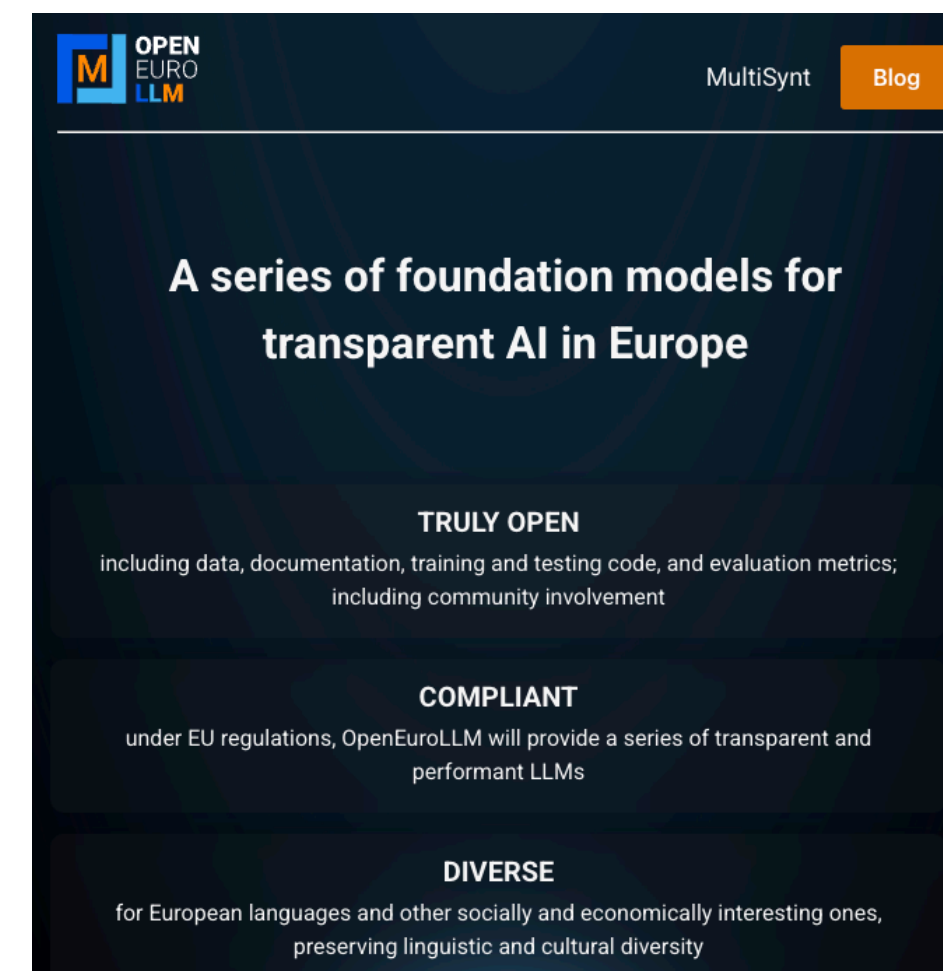 OPEN
EURO
LLM
M
MultiSynt
Blog
A series of foundation models for
transparent AI in Europe
TRULY OPEN
including data, documentation, training and testing code, and evaluation metrics;
including community involvement
COMPLIANT
under EU regulations, OpenEuroLLM will provide a series of transparent and
performant LLMs
DIVERSE
for European languages and other socially and economically interesting ones,
preserving linguistic and cultural diversity